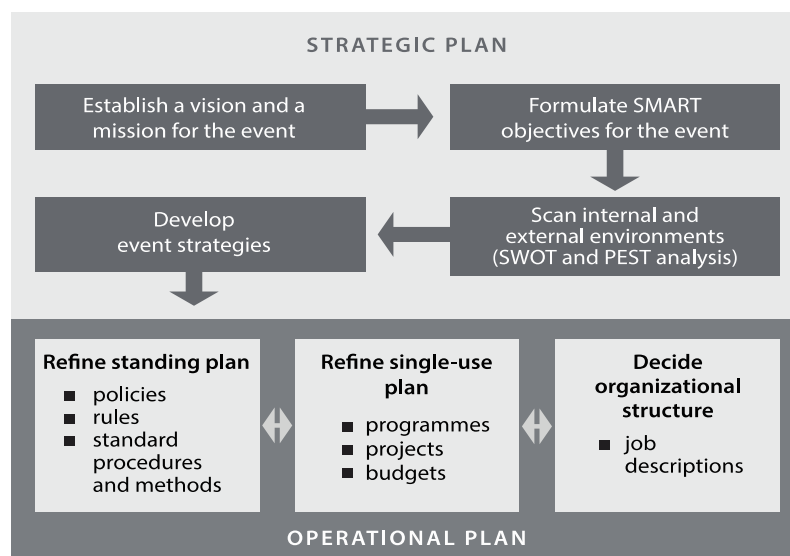 STRATEGIC PLAN
Establish a vision and a
mission for the event
Formulate SMART
objectives for the event
Scan internal and
external environments
(SWOT and PEST analysis)
Develop
event strategies
Refine standing plan
policies
rules
standard
procedures
and methods
Refine single-use
plan
programmes
projects
budgets
Decide
organizational
structure
job
descriptions
OPERATIONAL PLAN